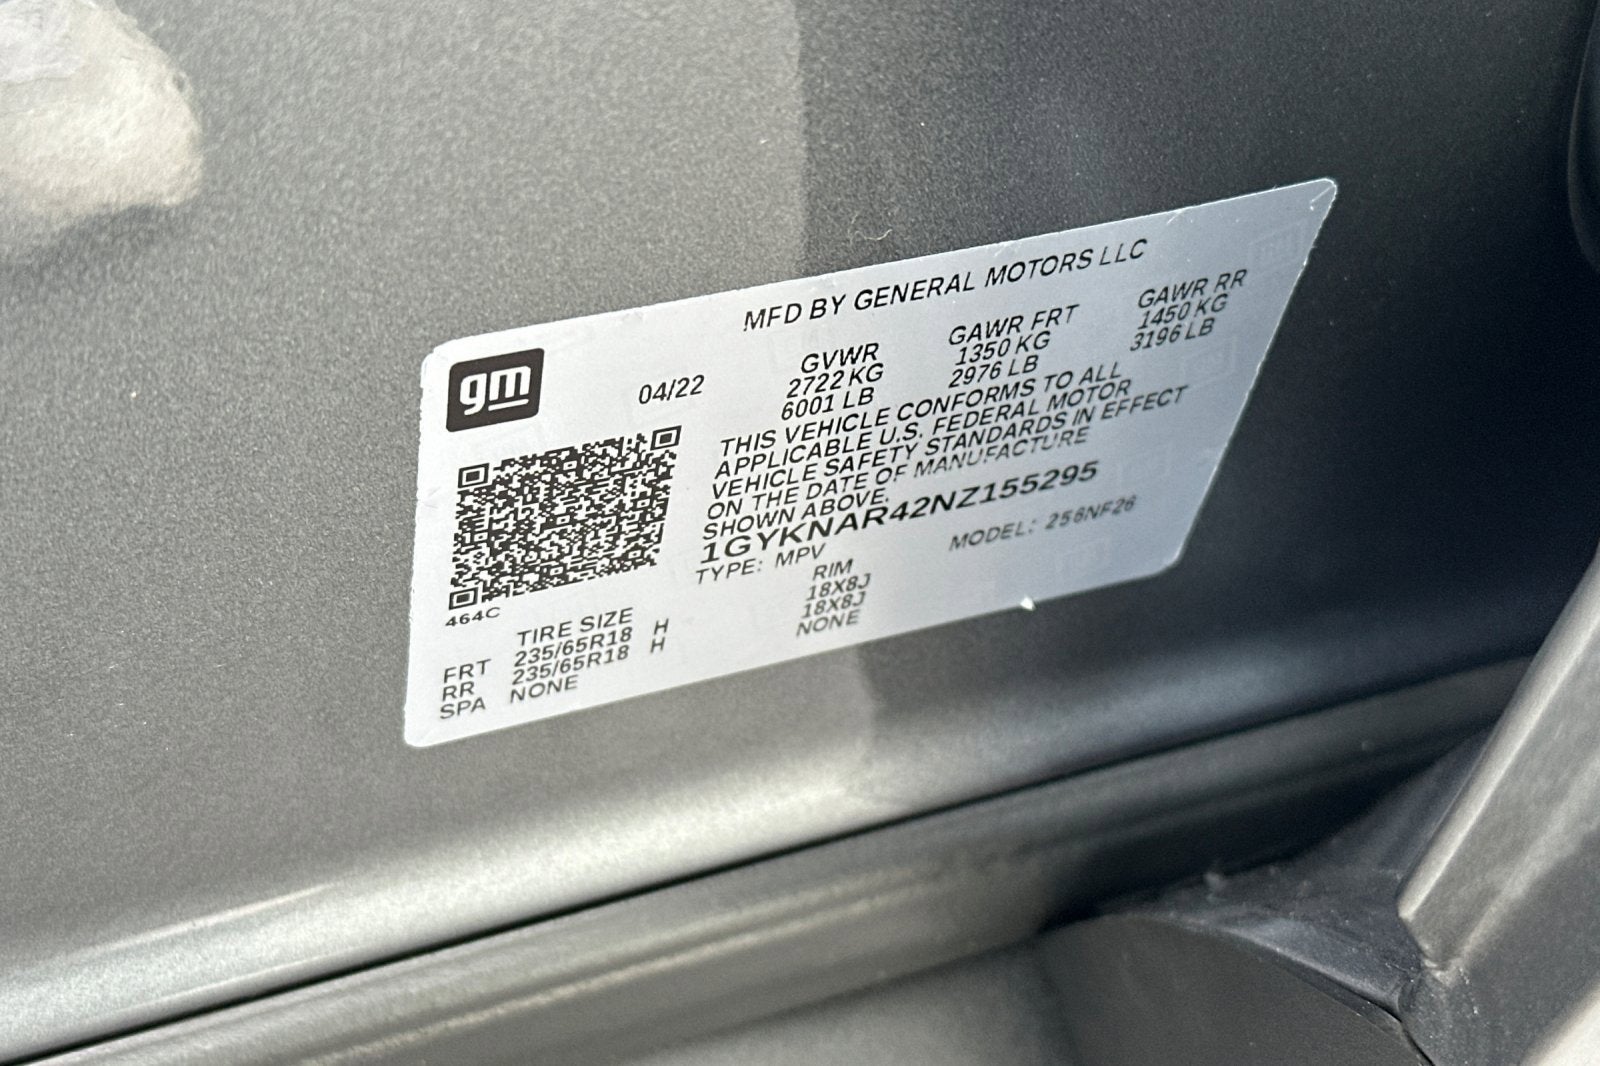 MFD BY GENERAL MOTORS LLC
gm
04/22
GVWR GAWR FRT GAWR RR
2722 KG 1350 KG 1450 KG
6001 LB 2976 LB 3196 LB
THIS VEHICLE CONFORMS TO ALL
APPLICABLE U.S. FEDERAL MOTOR
VEHICLE SAFETY STANDARDS IN EFFECT
ON THE DATE OF MANUFACTURE
SHOWN ABOVE.
1GYKNAR42NZ155295
TYPE: MPV MODEL: 256NF26
464C
TIRE SIZE RIM
FRT 235/65R18 H 18X8J
RR 235/65R18 H 18X8J
SPA NONE NONE